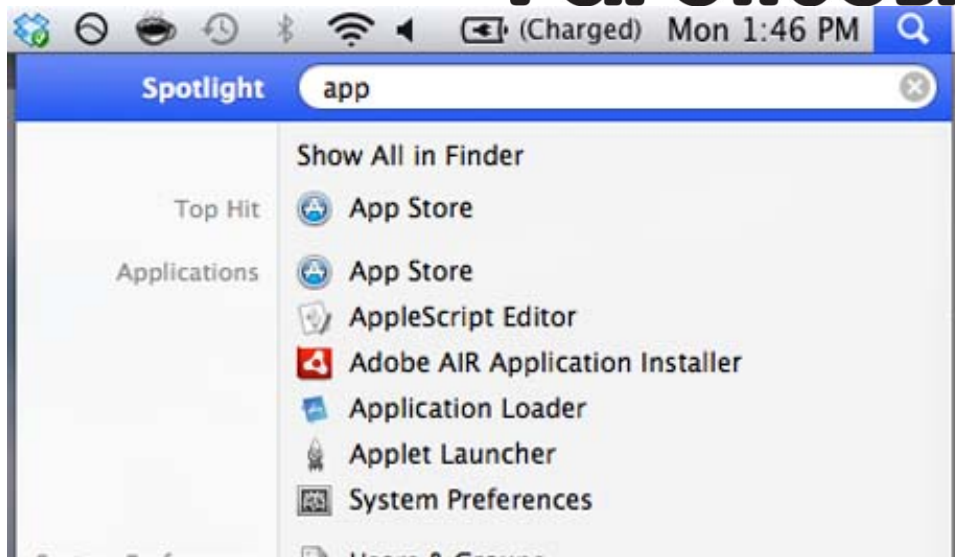 (Charged) Mon 1:46 PM
Spotlight app
Show All in Finder
Top Hit App Store
Applications App Store
AppleScript Editor
Adobe AIR Application Installer
Application Loader
Applet Launcher
System Preferences